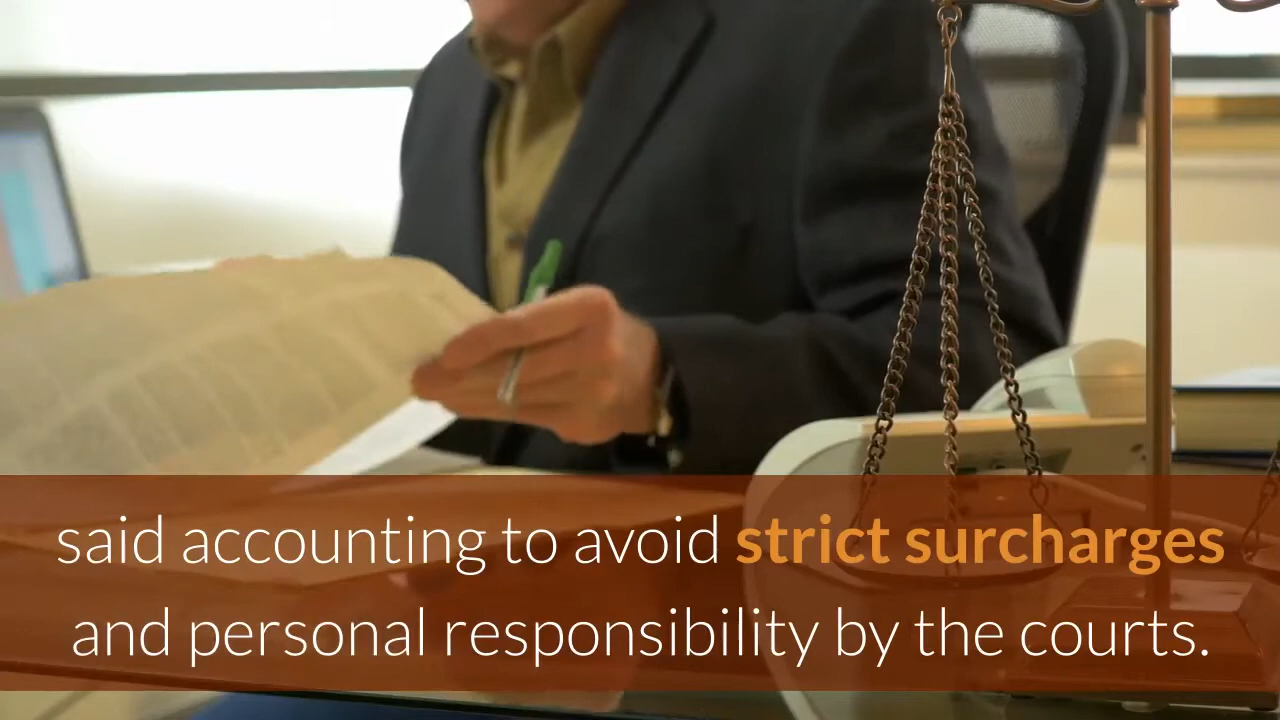 said accounting to avoid strict surcharges
and personal responsibility by the courts.